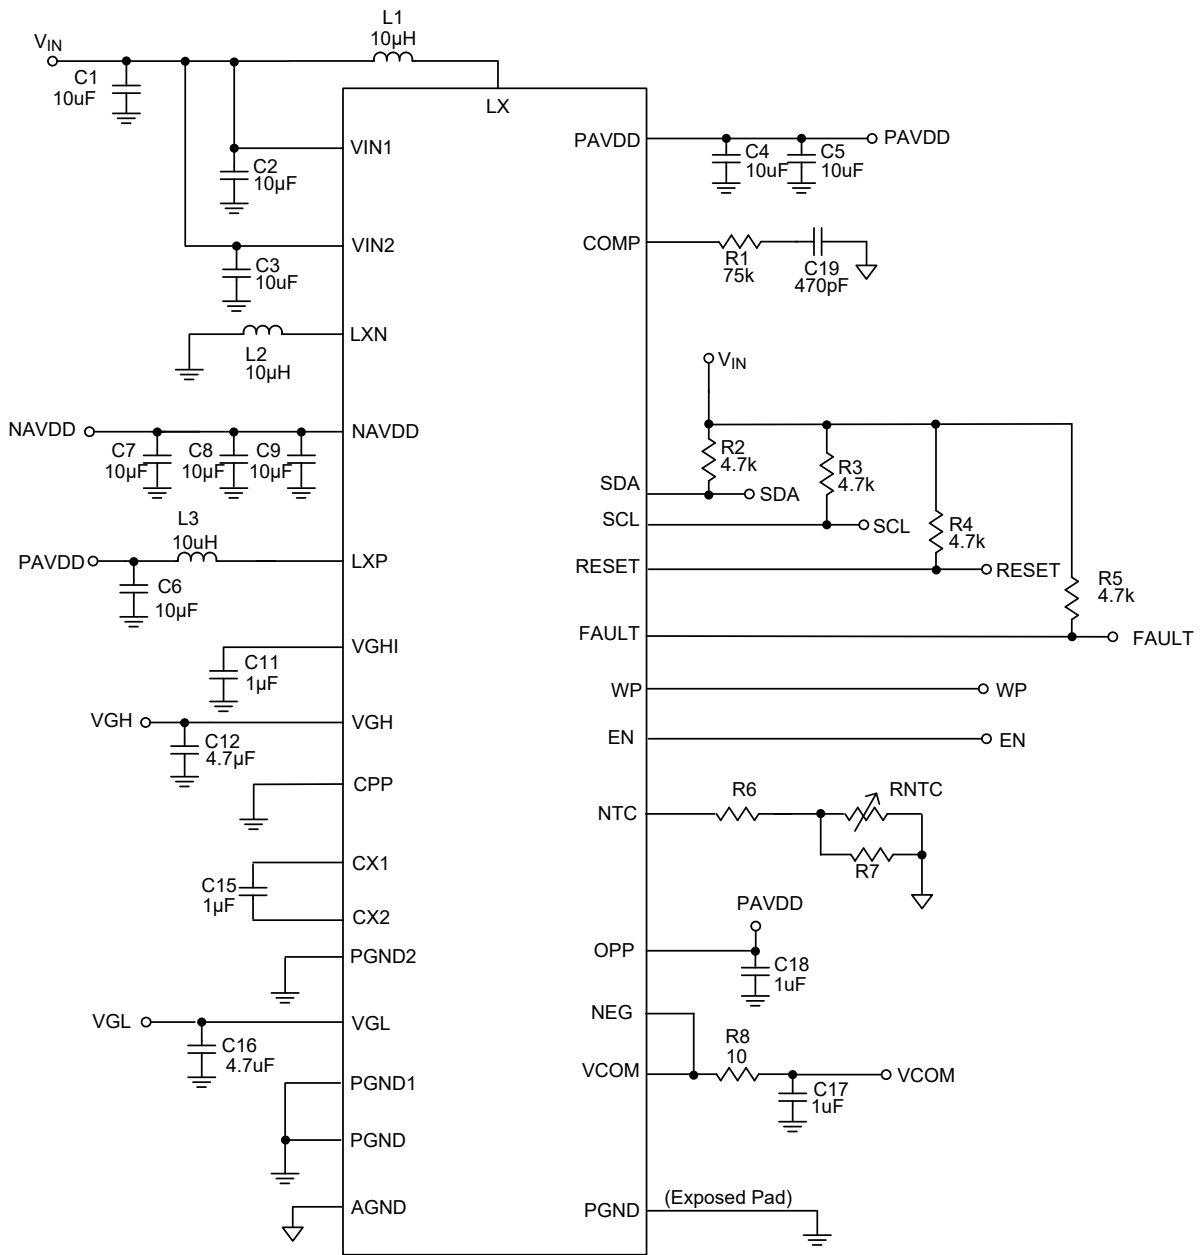 L1
10µH
VIN
C1
10uF
LX
VIN1
C2
10µF
VIN2
C3
10uF
LXN
L2
10µH
NAVDD
NAVDD
C7
10µF
C8
10µF
C9
10µF
L3
10uH
PAVDD
LXP
C6
10µF
VGHI
C11
1µF
VGH
VGH
C12
4.7µF
CPP
CX1
C15
1µF
CX2
PGND2
VGL
VGL
C16
4.7uF
PGND1
PGND
AGND
PAVDD
PAVDD
C4
10uF
C5
10uF
COMP
R1
75k
C19
470pF
VIN
R2
4.7k
R3
4.7k
SDA
SDA
SCL
SCL
R4
4.7k
RESET
RESET
R5
4.7k
FAULT
FAULT
WP
WP
EN
EN
NTC
R6
RNTC
R7
PAVDD
OPP
C18
1uF
NEG
R8
10
VCOM
VCOM
C17
1uF
(Exposed Pad)
PGND